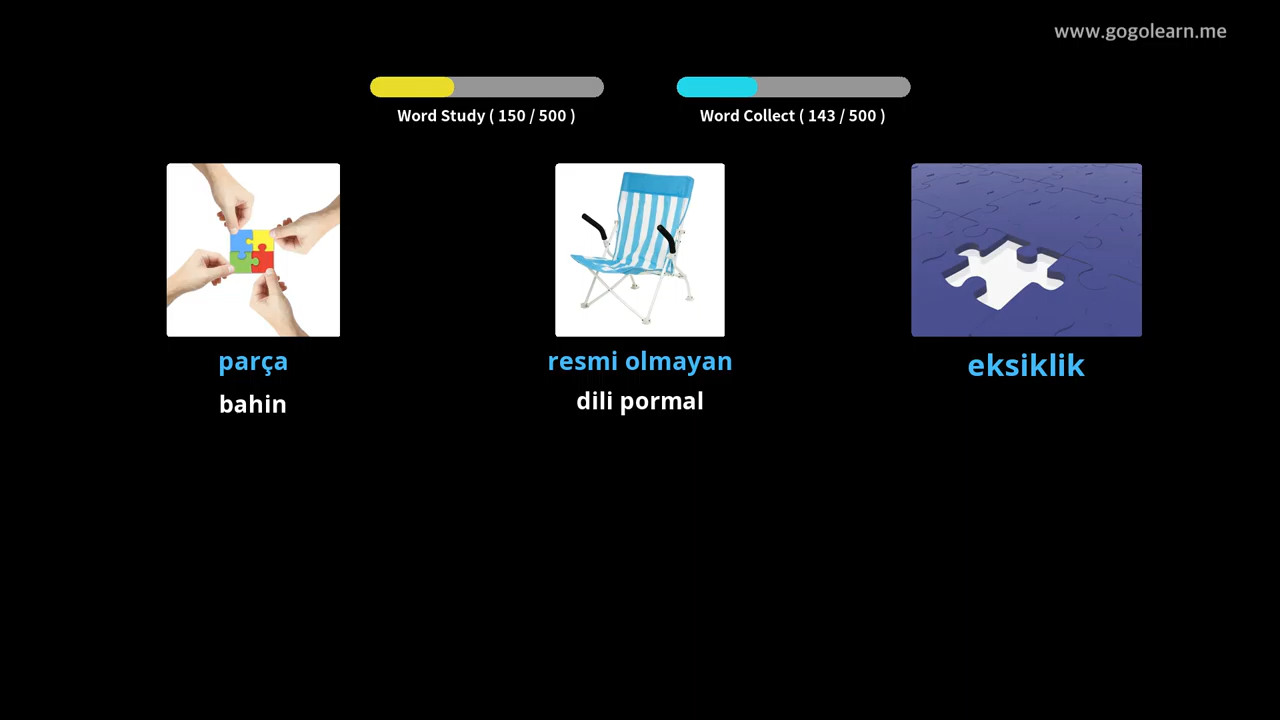 www.gogolearn.me
Word Study ( 150 / 500 )
Word Collect ( 143 / 500 )
parça
resmi olmayan
eksiklik
bahin
dili pormal